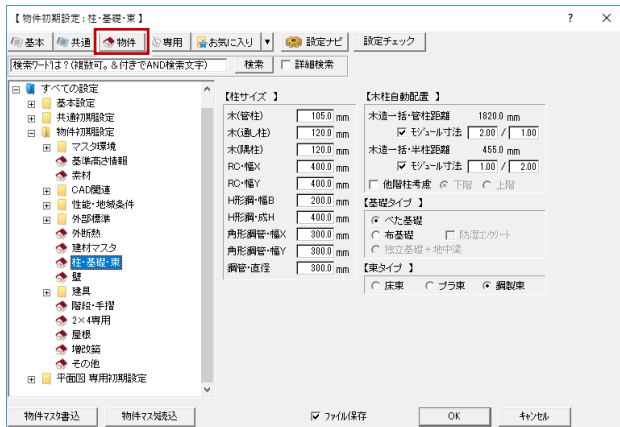 【 物件初期設定 : 柱・基礎・束 】
? ×
基本 共通 物件 専用 お気に入り ▼ 設定ナビ 設定チェック
検索ワードは?(複数可。&付きでAND検索文字) 検索 詳細検索
すべての設定
基本設定
共通初期設定
物件初期設定
マスタ環境
基準高さ情報
素材
CAD関連
性能・地域条件
外部標準
外断熱
建材マスタ
柱・基礎・束
壁
建具
階段・手摺
2×4専用
屋根
増改築
その他
平面図 専用初期設定
【柱サイズ 】
木(管柱) 105.0 mm
木(通し柱) 120.0 mm
木(隅柱) 120.0 mm
RC・幅X 400.0 mm
RC・幅Y 400.0 mm
H形鋼・幅B 200.0 mm
H形鋼・成H 400.0 mm
角形鋼管・幅X 300.0 mm
角形鋼管・幅Y 300.0 mm
鋼管・直径 300.0 mm
【木柱自動配置 】
木造一括・管柱距離 1820.0 mm
モジュール寸法 2.00 / 1.00
木造一括・半柱距離 455.0 mm
モジュール寸法 1.00 / 2.00
他階柱考慮 下階 上階
【基礎タイプ 】
べた基礎
布基礎 防湿コンクリート
独立基礎+地中梁
【束タイプ 】
床束 プラ束 鋼製束
物件マスタ書込 物件マスタ読込 ファイル保存 OK キャンセル